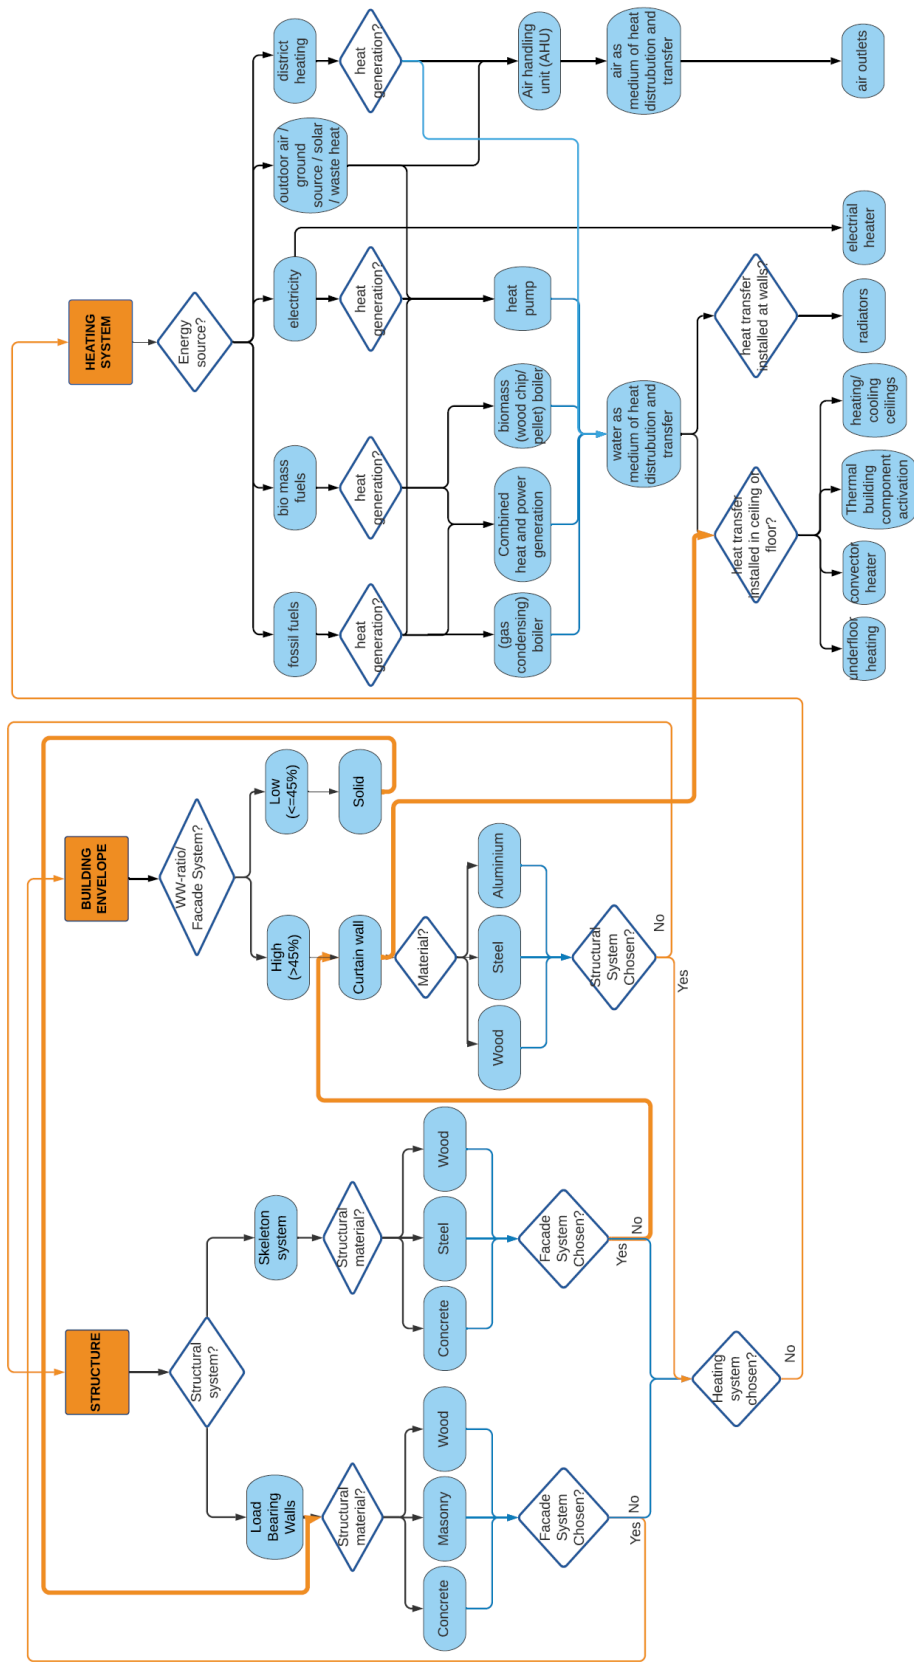 STRUCTURE
Structural
system?
Load
Bearing
Walls
Skeleton
system
Structural
material?
Structural
material?
Concrete
Masonry
Wood
Concrete
Steel
Wood
Facade
System
Chosen?
Facade
System
Chosen?
Yes
No
Yes
No
Heating
system
chosen?
No
BUILDING
ENVELOPE
WW-ratio/
Facade System?
High
(>45%)
Low
(<=45%)
Curtain wall
Solid
Material?
Wood
Steel
Aluminium
Structural
System
Chosen?
Yes
No
HEATING
SYSTEM
Energy
source?
fossil fuels
bio mass
fuels
electricity
outdoor air /
ground
source / solar
/ waste heat
district
heating
heat
generation?
heat
generation?
heat
generation?
heat
generation?
(gas
condensing)
boiler
Combined
heat and power
generation
biomass
(wood chip/
pellet) boiler
heat
pump
Air handling
unit (AHU)
water as
medium of heat
distrubution and
transfer
air as
medium of heat
distrubution and
transfer
heat transfer
installed in ceiling or
floor?
heat transfer
installed at walls?
underfloor
heating
convector
heater
Thermal
building
component
activation
heating/
cooling
ceilings
radiators
electrial
heater
air outlets